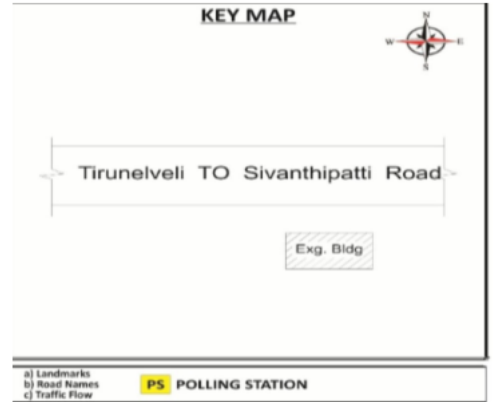 KEY MAP
N
W E
S
Tirunelveli TO Sivanthipatti Road
Exg. Bldg
a) Landmarks
b) Road Names
c) Traffic Flow
PS POLLING STATION